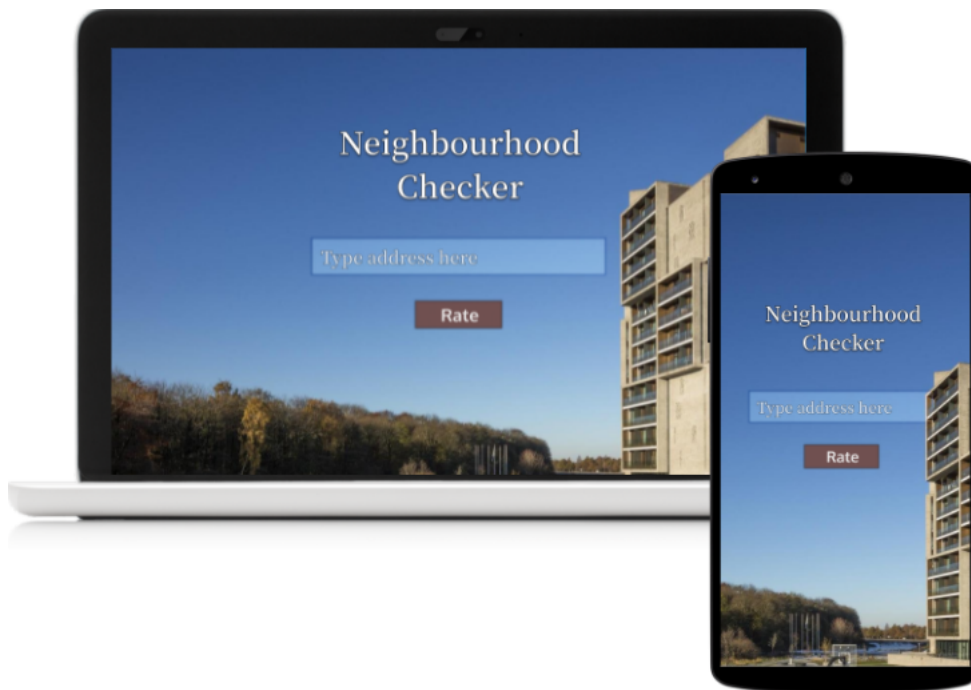 Neighbourhood
Checker
Type address here
Rate
Neighbourhood
Checker
Type address here
Rate